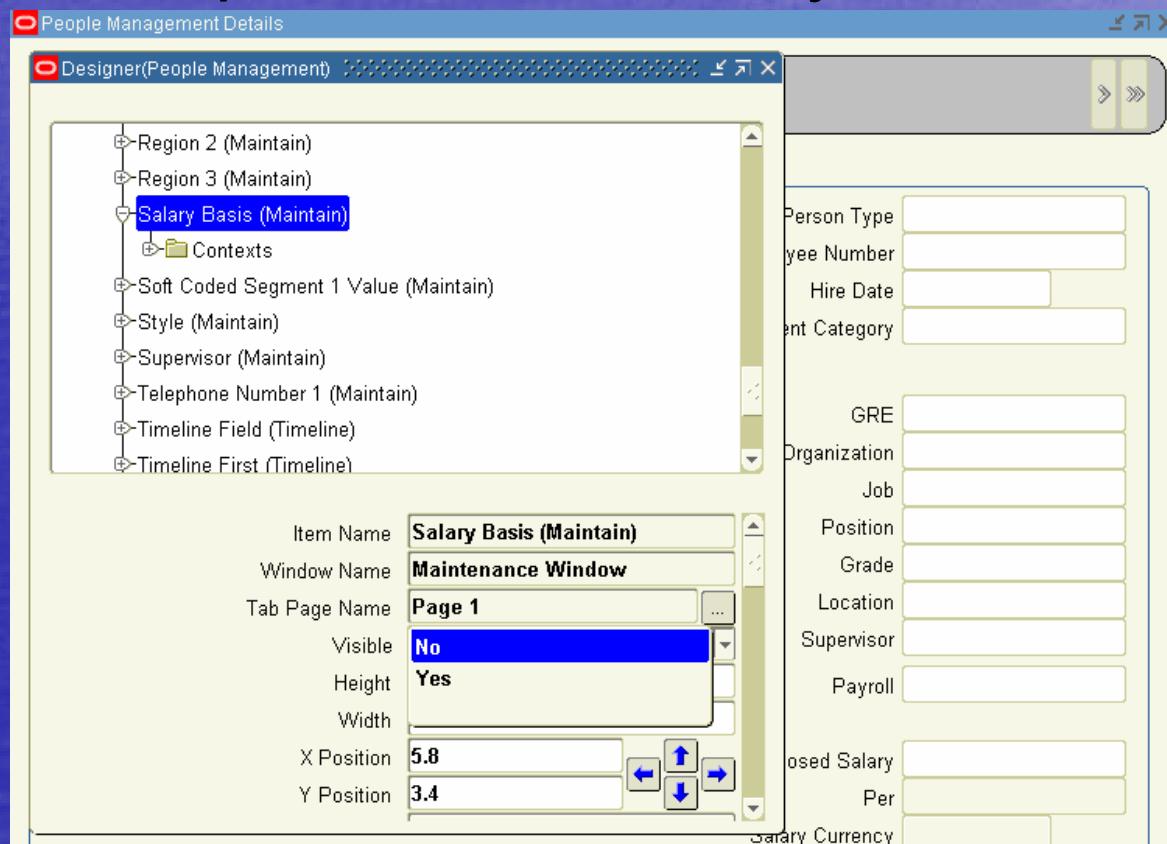 People Management Details
Designer(People Management)
Region 2 (Maintain)
Region 3 (Maintain)
Salary Basis (Maintain)
Contexts
Soft Coded Segment 1 Value (Maintain)
Style (Maintain)
Supervisor (Maintain)
Telephone Number 1 (Maintain)
Timeline Field (Timeline)
Timeline First (Timeline)
Item Name Salary Basis (Maintain)
Window Name Maintenance Window
Tab Page Name Page 1 ...
Visible No
Yes
Height
Width
X Position 5.8
Y Position 3.4
Person Type
yee Number
Hire Date
ent Category
GRE
Organization
Job
Position
Grade
Location
Supervisor
Payroll
osed Salary
Per
Salary Currency